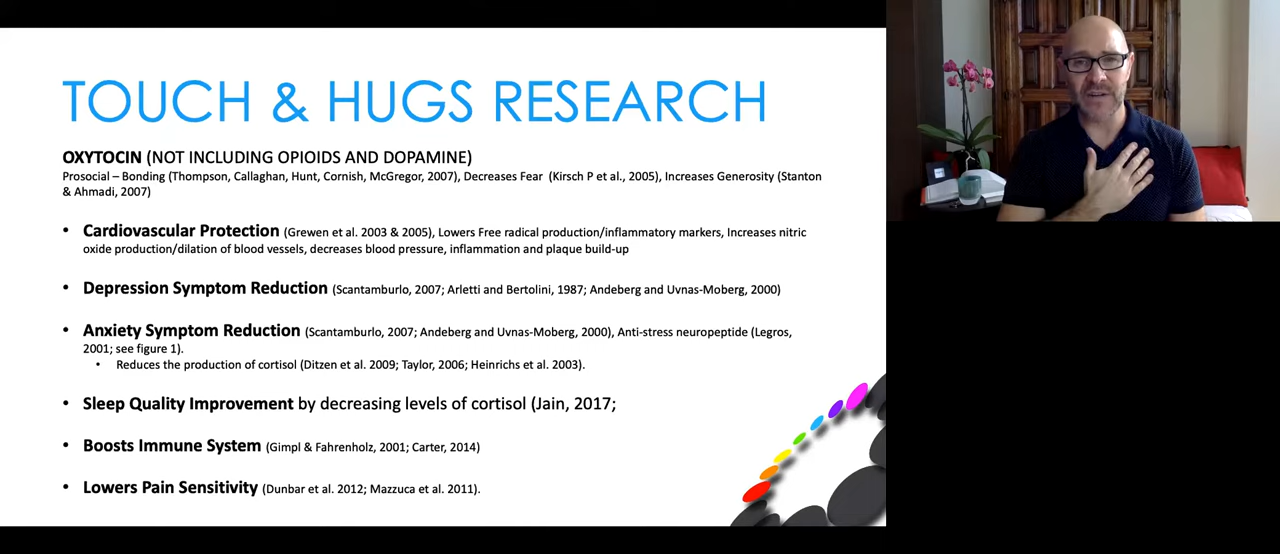 TOUCH & HUGS RESEARCH
OXYTOCIN (NOT INCLUDING OPIOIDS AND DOPAMINE)
Prosocial – Bonding (Thompson, Callaghan, Hunt, Cornish, McGregor, 2007), Decreases Fear (Kirsch P et al., 2005), Increases Generosity (Stanton
& Ahmadi, 2007)
• Cardiovascular Protection (Grewen et al. 2003 & 2005), Lowers Free radical production/inflammatory markers, Increases nitric
oxide production/dilation of blood vessels, decreases blood pressure, inflammation and plaque build-up
• Depression Symptom Reduction (Scantamburlo, 2007; Arletti and Bertolini, 1987; Andeberg and Uvnas-Moberg, 2000)
• Anxiety Symptom Reduction (Scantamburlo, 2007; Andeberg and Uvnas-Moberg, 2000), Anti-stress neuropeptide (Legros,
2001; see figure 1).
• Reduces the production of cortisol (Ditzen et al. 2009; Taylor, 2006; Heinrichs et al. 2003).
• Sleep Quality Improvement by decreasing levels of cortisol (Jain, 2017;
• Boosts Immune System (Gimpl & Fahrenholz, 2001; Carter, 2014)
• Lowers Pain Sensitivity (Dunbar et al. 2012; Mazzuca et al. 2011).